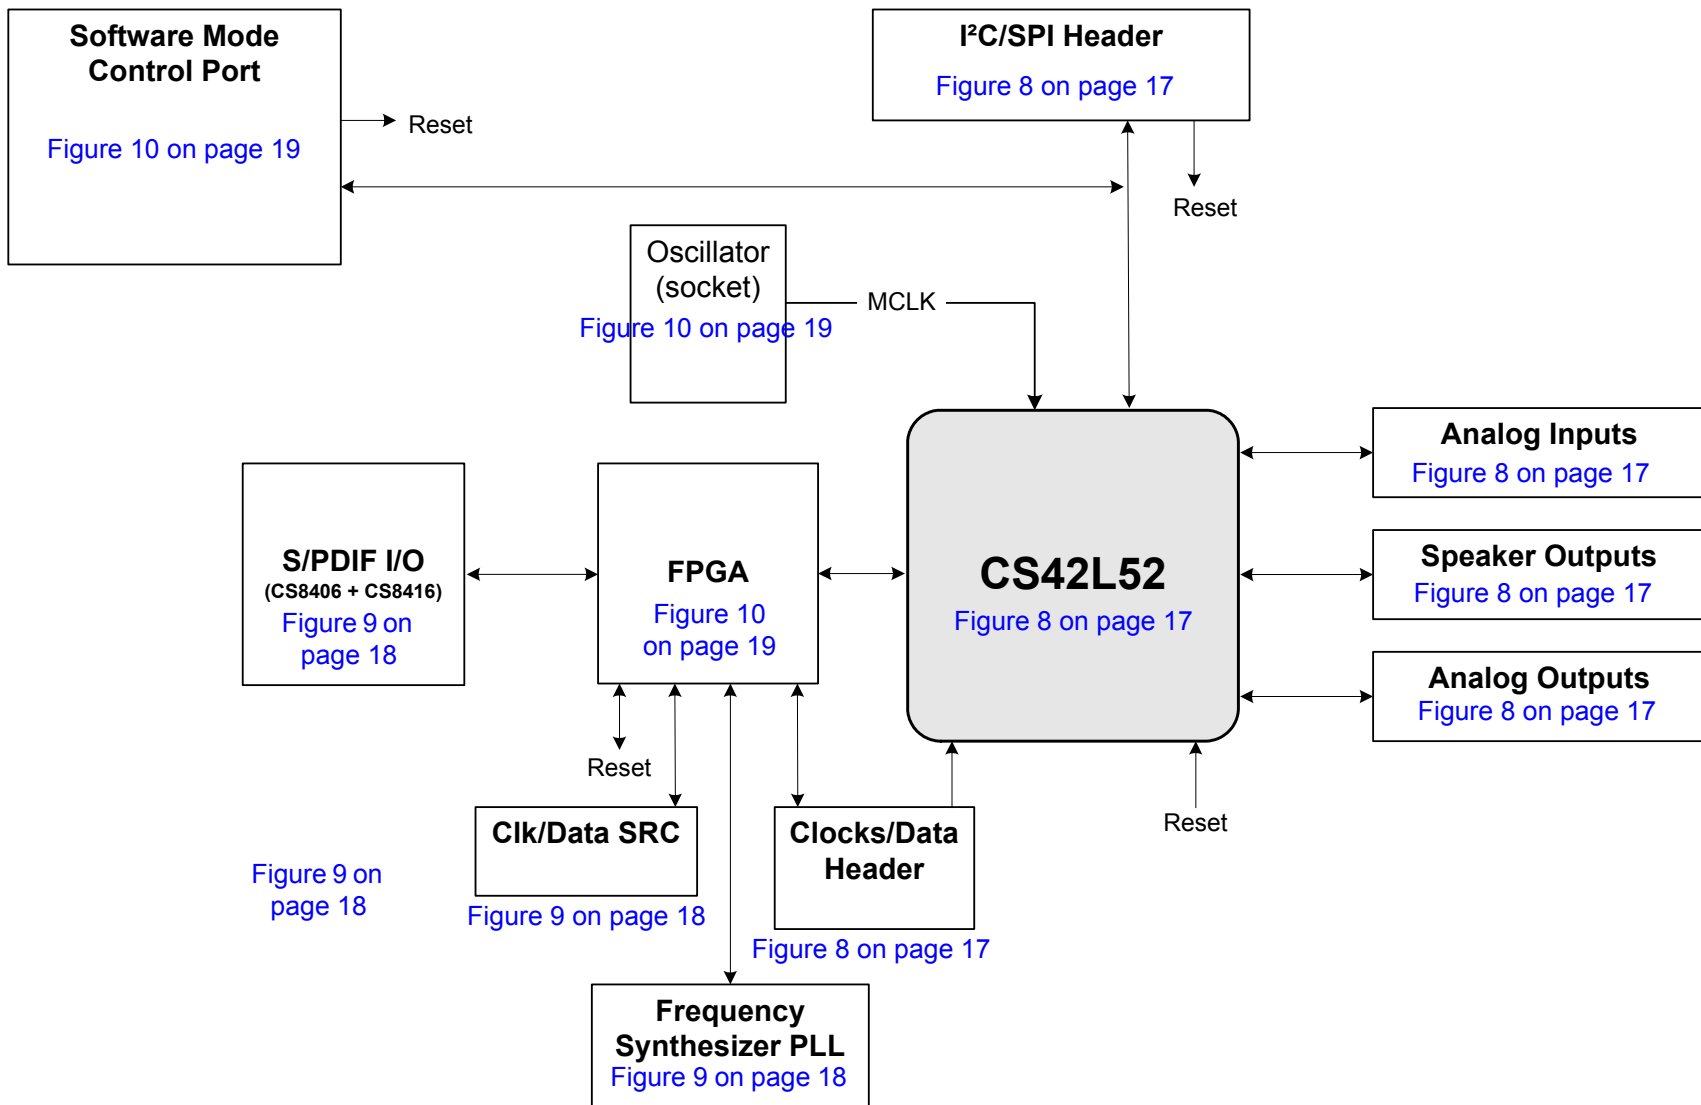 Software Mode
Control Port
Figure 10 on page 19
Reset
I²C/SPI Header
Figure 8 on page 17
Reset
Oscillator
(socket)
Figure 10 on page 19
MCLK
S/PDIF I/O
(CS8406 + CS8416)
Figure 9 on
page 18
FPGA
Figure 10
on page 19
CS42L52
Figure 8 on page 17
Analog Inputs
Figure 8 on page 17
Speaker Outputs
Figure 8 on page 17
Analog Outputs
Figure 8 on page 17
Reset
Reset
Clk/Data SRC
Figure 9 on page 18
Clocks/Data
Header
Figure 8 on page 17
Figure 9 on
page 18
Frequency
Synthesizer PLL
Figure 9 on page 18